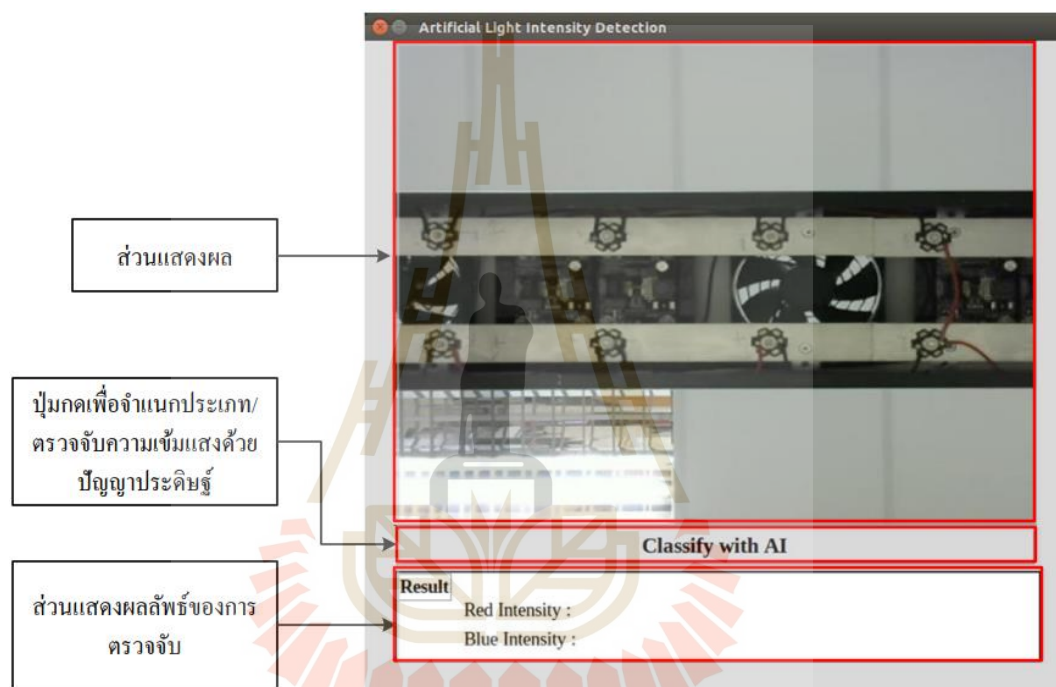 Artificial Light Intensity Detection
ส่วนแสดงผล
ปุ่มกดเพื่อจำแนกประเภท/
ตรวจจับความเข้มแสงด้วย
ปัญญาประดิษฐ์
Classify with AI
Result
Red Intensity :
Blue Intensity :
ส่วนแสดงผลลัพธ์ของการ
ตรวจจับ